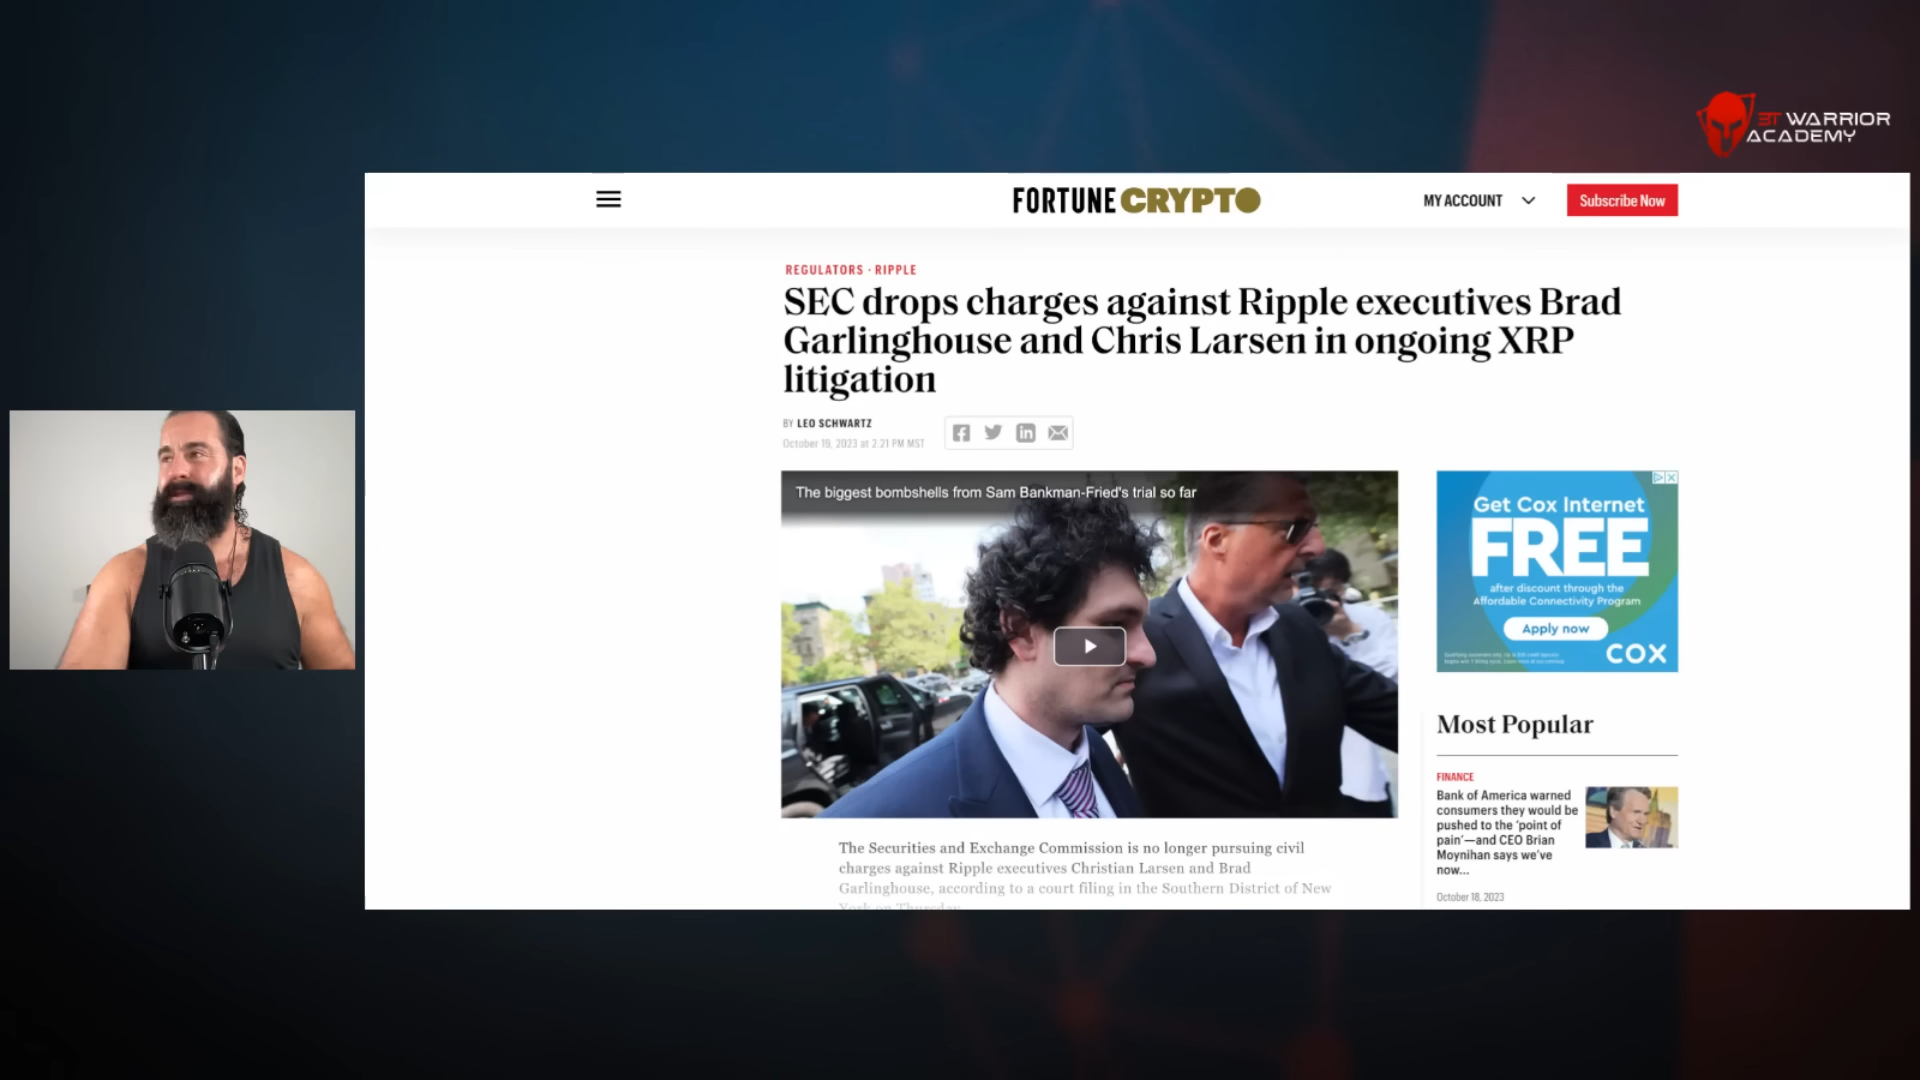 3T WARRIOR
ACADEMY
FORTUNE CRYPTO
MY ACCOUNT
Subscribe Now
REGULATORS · RIPPLE
SEC drops charges against Ripple executives Brad
Garlinghouse and Chris Larsen in ongoing XRP
litigation
BY LEO SCHWARTZ
October 19, 2023 at 2:21 PM MST
The biggest bombshells from Sam Bankman-Fried's trial so far
Get Cox Internet
FREE
after discount through the
Affordable Connectivity Program
Apply now
COX
Most Popular
FINANCE
Bank of America warned
consumers they would be
pushed to the ‘point of
pain’—and CEO Brian
Moynihan says we’ve
now...
October 18, 2023
The Securities and Exchange Commission is no longer pursuing civil
charges against Ripple executives Christian Larsen and Brad
Garlinghouse, according to a court filing in the Southern District of New
York on Thursday.